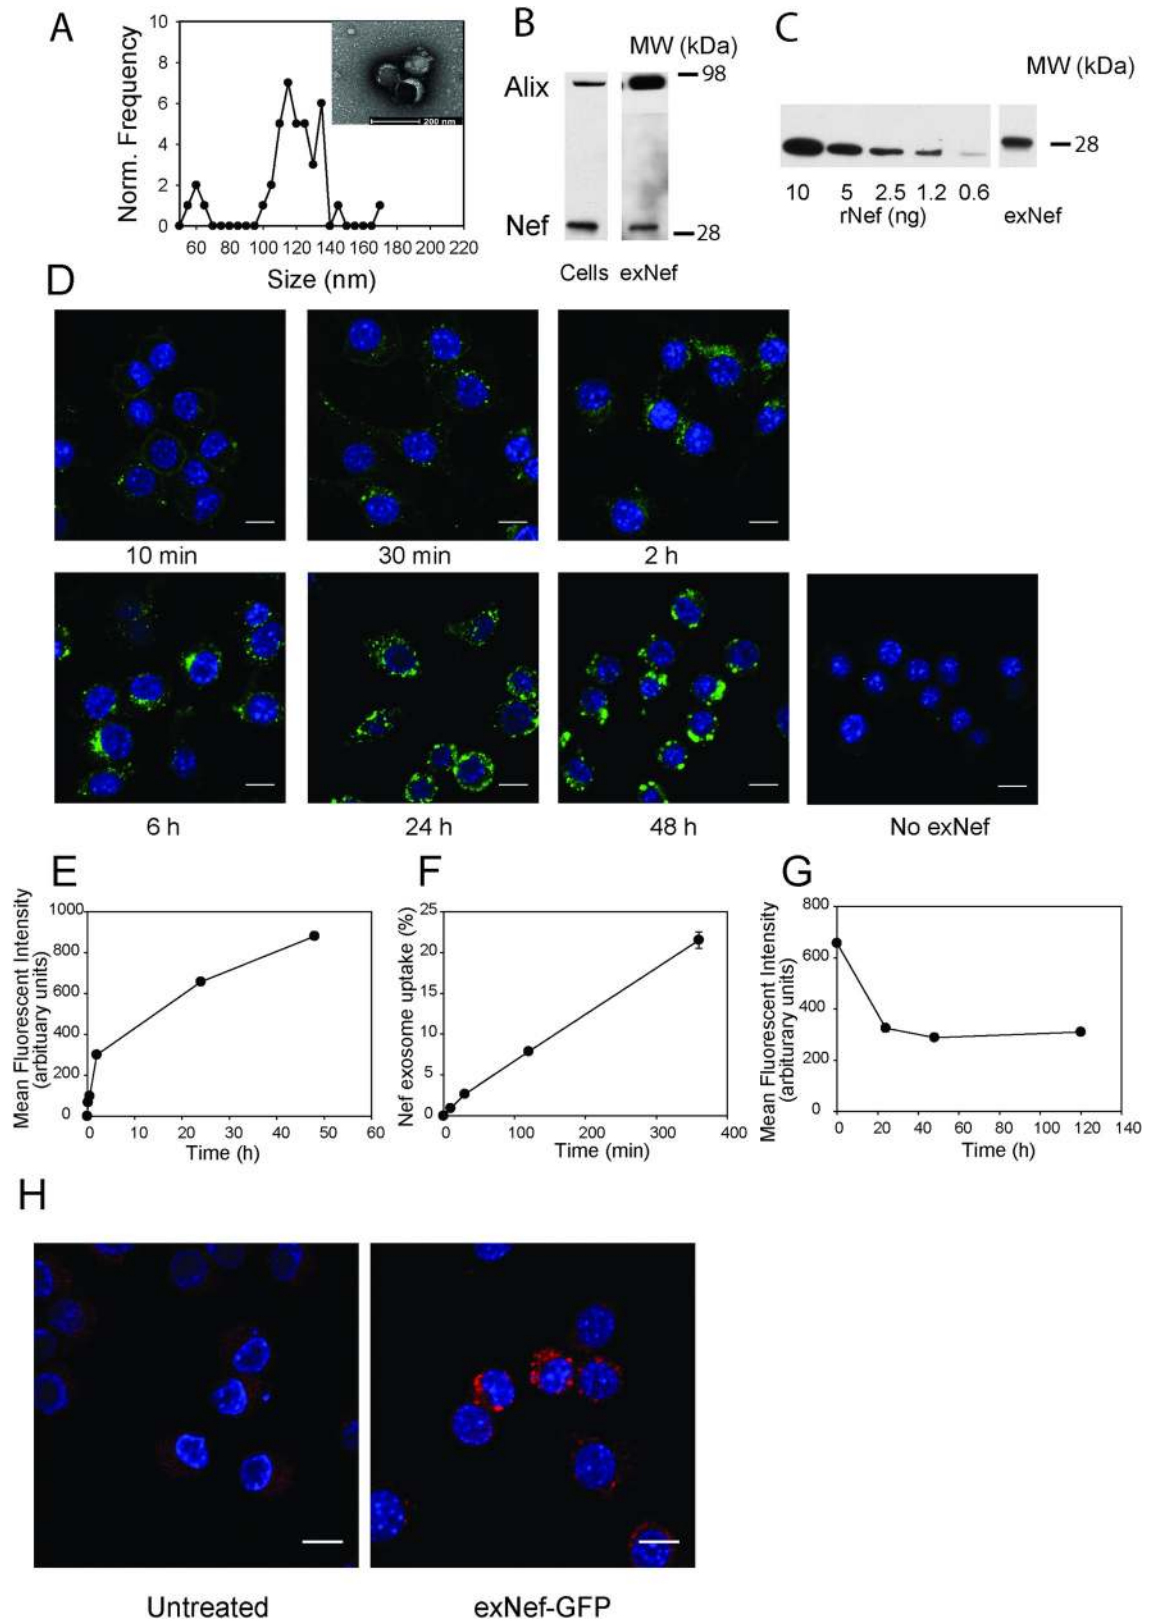 A
Norm. Frequency
10
8
6
4
2
0
60 80 100 120 140 160 170 200 220
Size (nm)
200 nm
B
MW (kDa)
Alix
98
Nef
28
Cells exNef
C
MW (kDa)
28
10 5 2.5 1.2 0.6
rNef (ng)
exNef
D
10 min
30 min
2 h
6 h
24 h
48 h
No exNef
E
Mean Fluorescent Intensity
(arbituary units)
1000
800
600
400
200
0
0 10 20 30 40 50 60
Time (h)
F
Nef exosome uptake (%)
25
20
15
10
5
0
0 100 200 300 400
Time (min)
G
Mean Fluorescent Intensity
(arbiturary units)
800
600
400
200
0
0 20 40 60 80 100 120 140
Time (h)
H
Untreated
exNef-GFP